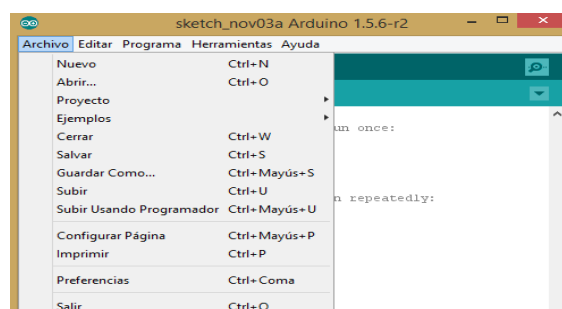 sketch_nov03a Arduino 1.5.6-r2
Archivo Editar Programa Herramientas Ayuda
Nuevo Ctrl+N
Abrir... Ctrl+O
Proyecto
Ejemplos
un once:
Cerrar Ctrl+W
Salvar Ctrl+S
Guardar Como... Ctrl+Mayús+S
Subir Ctrl+U
n repeatedly:
Subir Usando Programador Ctrl+Mayús+U
Configurar Página Ctrl+Mayús+P
Imprimir Ctrl+P
Preferencias Ctrl+Coma
Salir Ctrl+Q